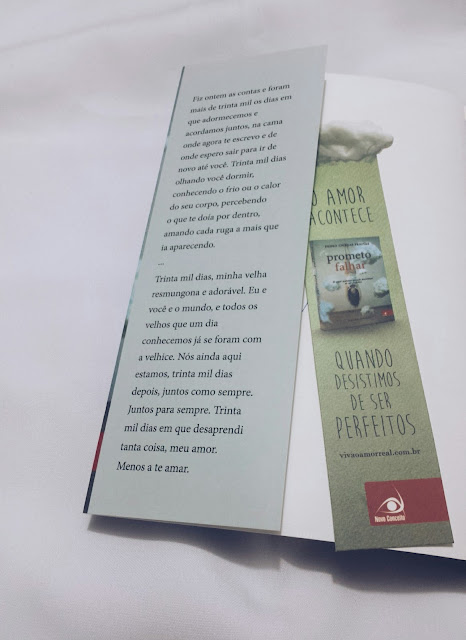 Fiz ontem as contas e foram
mais de trinta mil os dias em
que adormecemos e
acordamos juntos, na cama
onde agora te escrevo e de
onde espero sair para ir de
novo até você. Trinta mil dias
olhando você dormir,
conhecendo o frio ou o calor
do seu corpo, percebendo
o que te doía por dentro,
amando cada ruga a mais que
ia aparecendo.
...
Trinta mil dias, minha velha
resmungona e adorável. Eu e
você e o mundo, e todos os
velhos que um dia
conhecemos já se foram com
a velhice. Nós ainda aqui
estamos, trinta mil dias
depois, juntos como sempre.
Juntos para sempre. Trinta
mil dias em que desaprendi
tanta coisa, meu amor.
Menos a te amar.
O AMOR
ACONTECE
prometo
falhar
QUANDO
DESISTIMOS
DE SER
PERFEITOS
vivaoamorreal.com.br
Novo Conceito